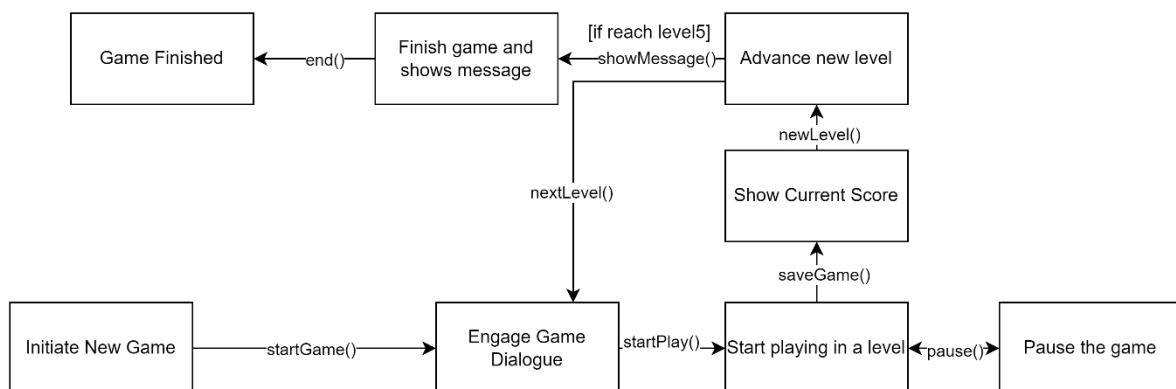 [if reach level5]
Game Finished
end()
Finish game and
shows message
showMessage()
Advance new level
newLevel()
nextLevel()
Show Current Score
saveGame()
Initiate New Game
startGame()
Engage Game
Dialogue
startPlay()
Start playing in a level
pause()
Pause the game